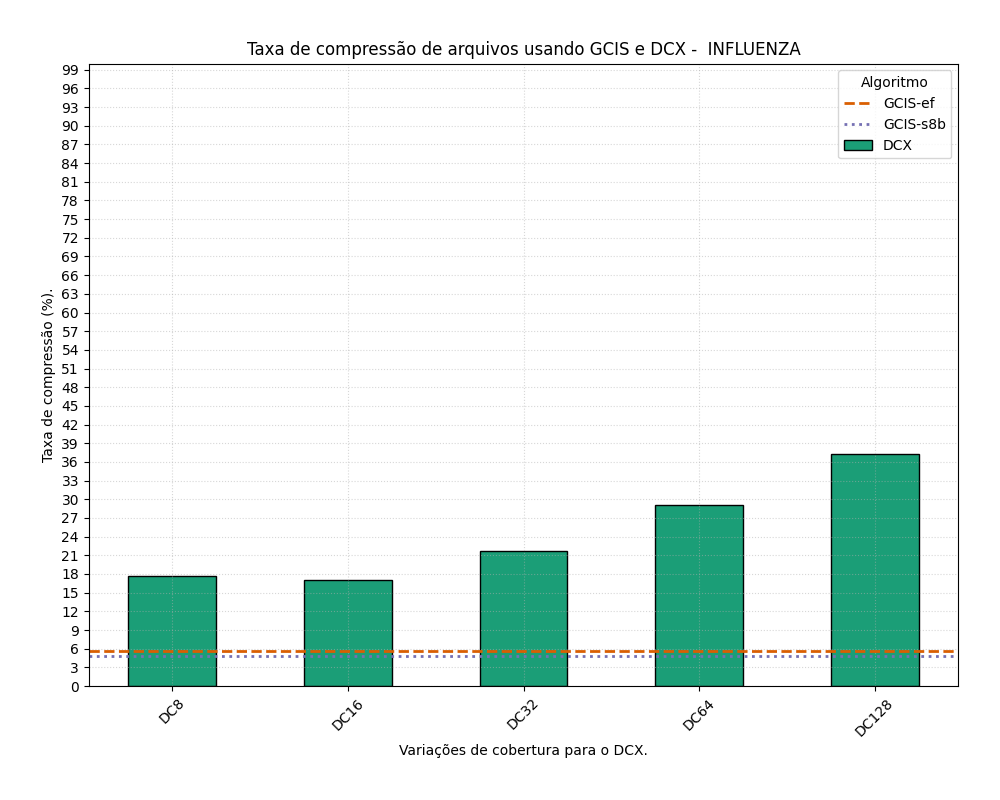 Taxa de compressão de arquivos usando GCIS e DCX -  INFLUENZA
Algoritmo
GCIS-ef
GCIS-s8b
DCX
Taxa de compressão (%).
99
96
93
90
87
84
81
78
75
72
69
66
63
60
57
54
51
48
45
42
39
36
33
30
27
24
21
18
15
12
9
6
3
0
DC8
DC16
DC32
DC64
DC128
Variações de cobertura para o DCX.